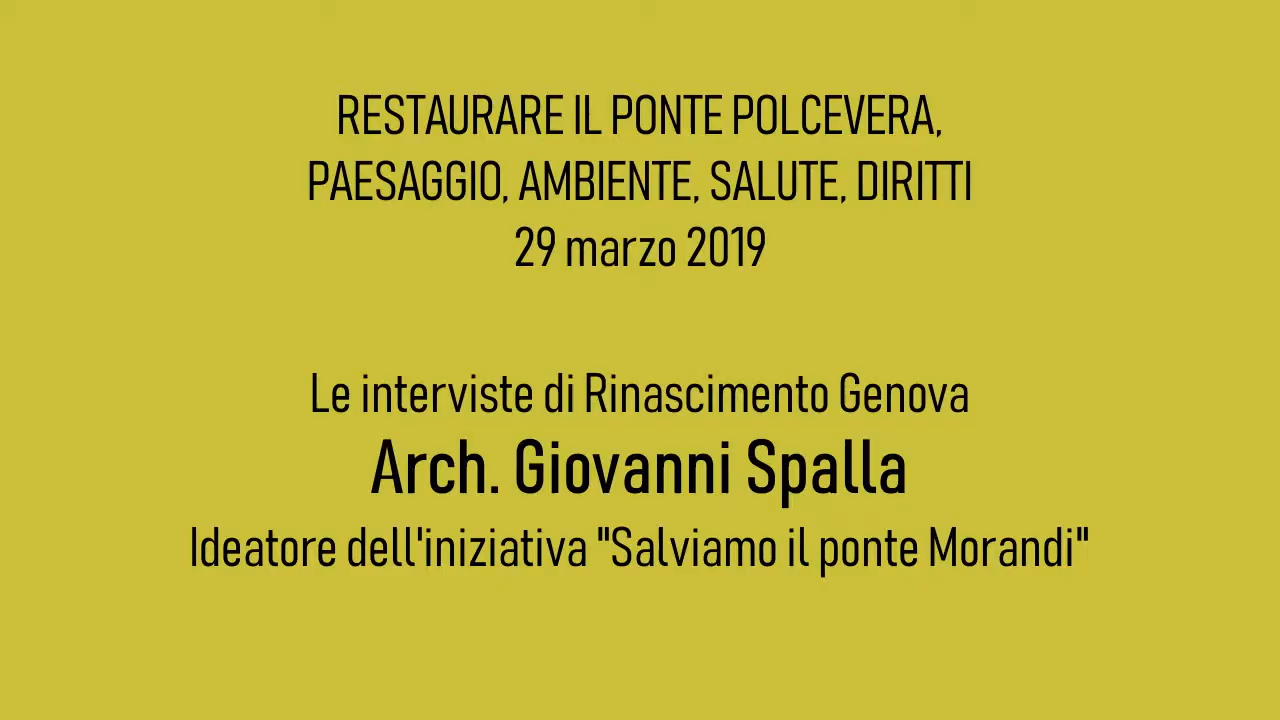 RESTAURARE IL PONTE POLCEVERA,
PAESAGGIO, AMBIENTE, SALUTE, DIRITTI
29 marzo 2019
Le interviste di Rinascimento Genova
Arch. Giovanni Spalla
Ideatore dell'iniziativa "Salviamo il ponte Morandi"